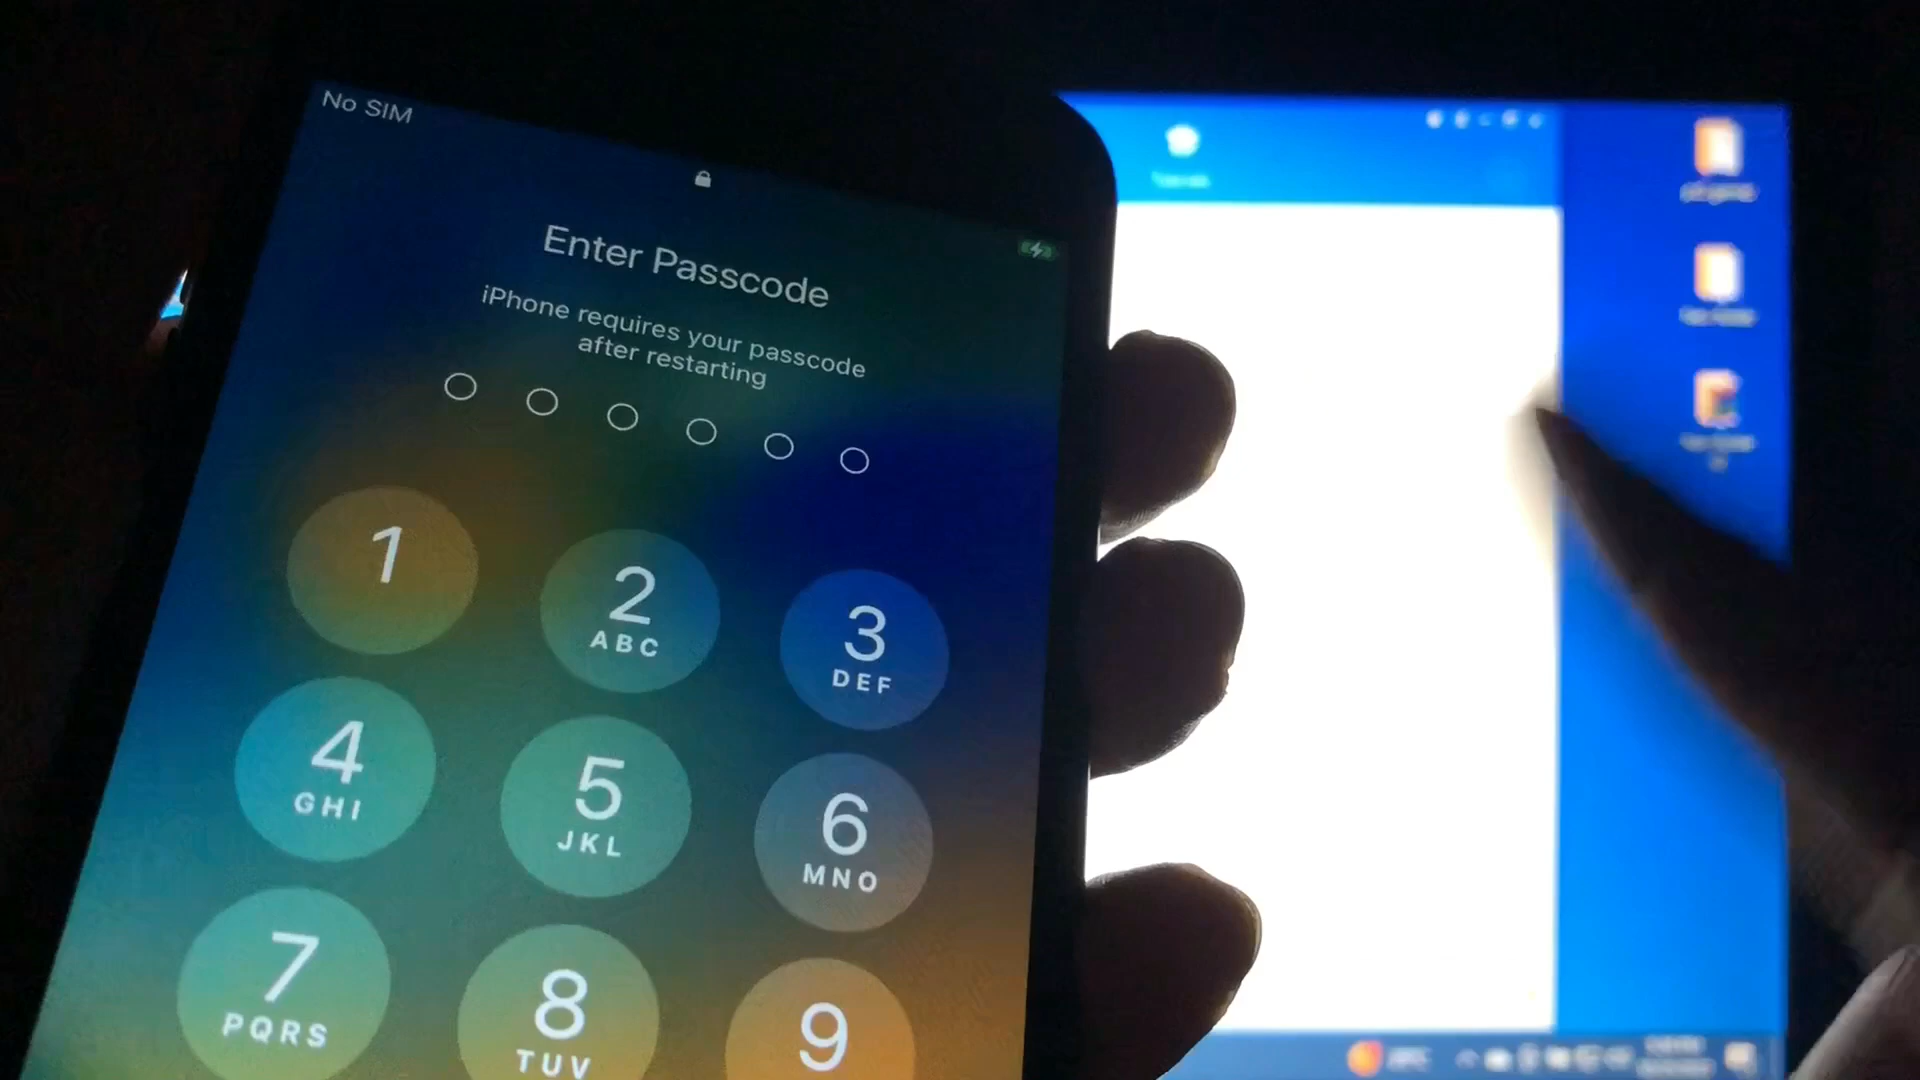 No SIM
Enter Passcode
iPhone requires your passcode
after restarting
1
2
ABC
3
DEF
4
GHI
5
JKL
6
MNO
7
PQRS
8
TUV
9